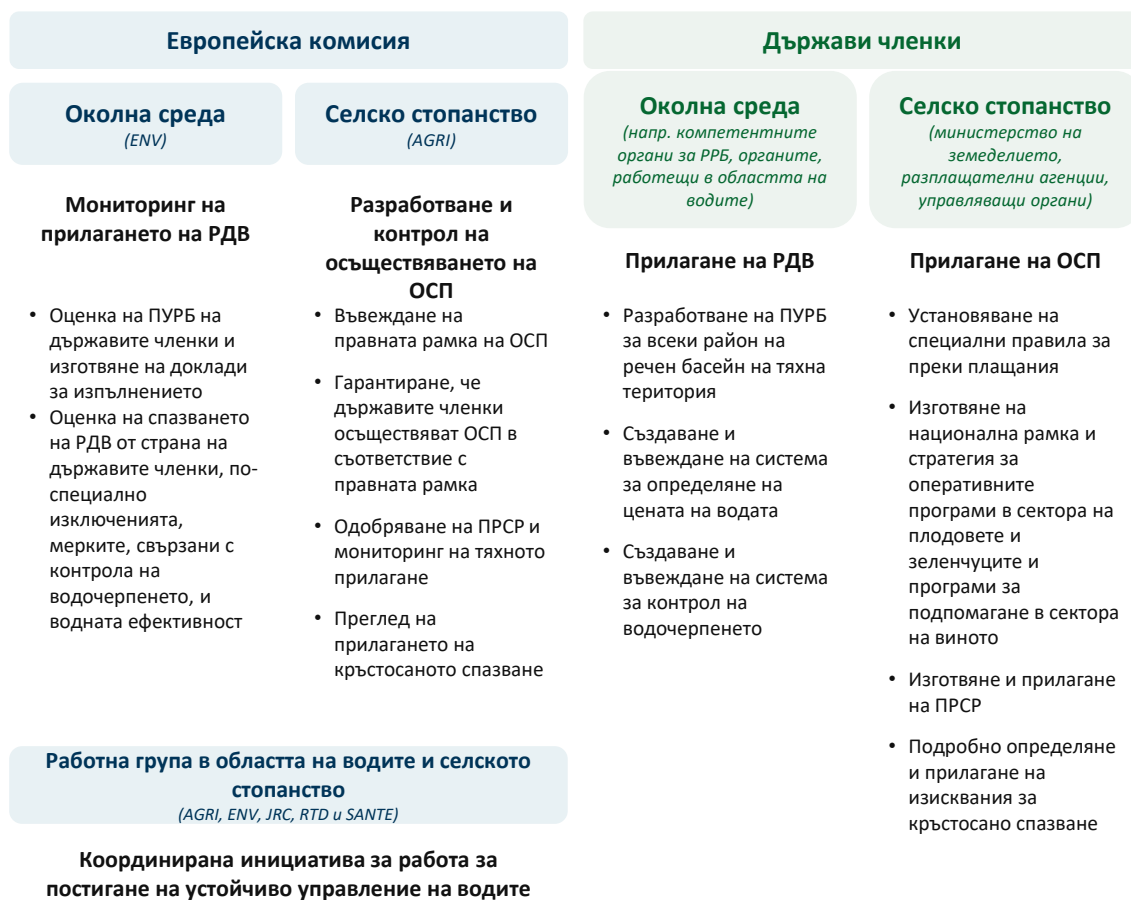 Европейска комисия
Околна среда
(ENV)
Мониторинг на
прилагането на РДВ
• Оценка на ПУРБ на
държавите членки и
изготвяне на доклади
за изпълнението
• Оценка на спазването
на РДВ от страна на
държавите членки, по-
специално
изключенията,
мерките, свързани с
контрола на
водочерпенето, и
водната ефективност
Селско стопанство
(AGRI)
Разработване и
контрол на
осъществяването на
ОСП
• Въвеждане на
правната рамка на ОСП
• Гарантиране, че
държавите членки
осъществяват ОСП в
съответствие с
правната рамка
• Одобряване на ПРСР и
мониторинг на тяхното
прилагане
• Преглед на
прилагането на
кръстосаното спазване
Работна група в областта на водите и селското
стопанство
(AGRI, ENV, JRC, RTD и SANTE)
Координирана инициатива за работа за
постигане на устойчиво управление на водите
Държави членки
Околна среда
(напр. компетентните
органи за РРБ, органите,
работещи в областта на
водите)
Прилагане на РДВ
• Разработване на ПУРБ
за всеки район на
речен басейн на тяхна
територия
• Създаване и
въвеждане на система
за определяне на
цената на водата
• Създаване и
въвеждане на система
за контрол на
водочерпенето
Селско стопанство
(министерство на
земеделието,
разплащателни агенции,
управляващи органи)
Прилагане на ОСП
• Установяване на
специални правила за
преки плащания
• Изготвяне на
национална рамка и
стратегия за
оперативните
програми в сектора на
плодовете и
зеленчуците и
програми за
подпомагане в сектора
на виното
• Изготвяне и прилагане
на ПРСР
• Подробно определяне
и прилагане на
изисквания за
кръстосано спазване